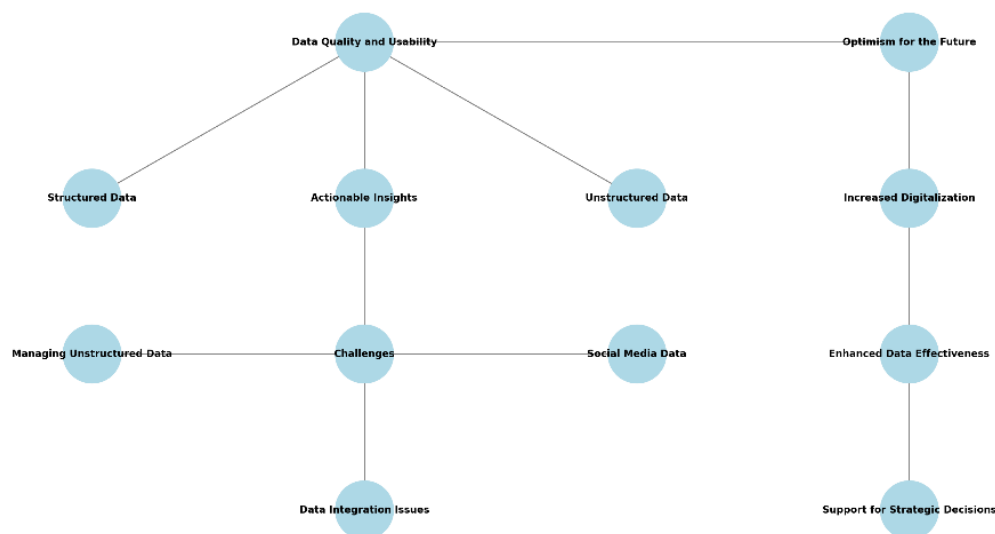 Data Quality and Usability
Optimism for the Future
Structured Data
Actionable Insights
Unstructured Data
Increased Digitalization
Managing Unstructured Data
Challenges
Social Media Data
Enhanced Data Effectiveness
Data Integration Issues
Support for Strategic Decisions